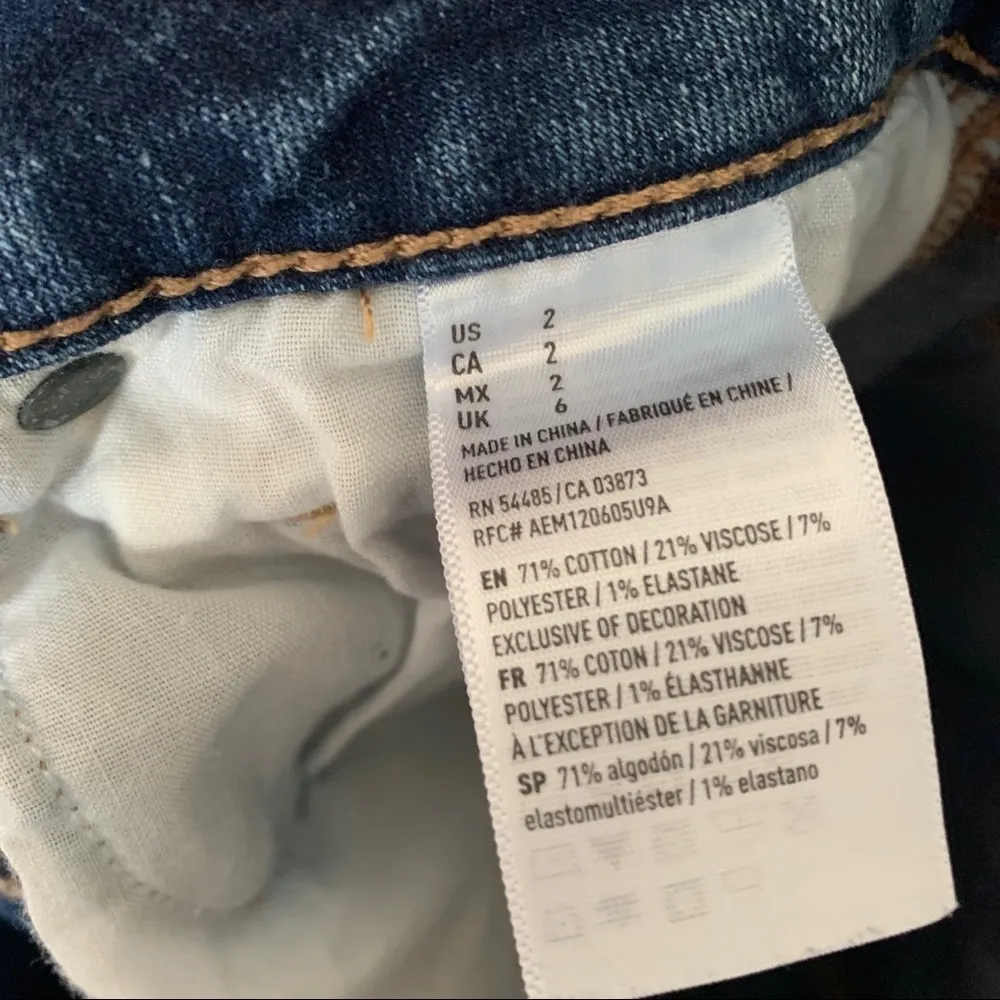 US 2
CA 2
MX 2
UK 6
MADE IN CHINA / FABRIQUÉ EN CHINE /
HECHO EN CHINA
RN 54485 / CA 03873
RFC# AEM120605U9A
EN 71% COTTON / 21% VISCOSE / 7%
POLYESTER / 1% ELASTANE
EXCLUSIVE OF DECORATION
FR 71% COTON / 21% VISCOSE / 7%
POLYESTER / 1% ÉLASTHANNE
À L'EXCEPTION DE LA GARNITURE
SP 71% algodón / 21% viscosa / 7%
elastomultiéster / 1% elastano